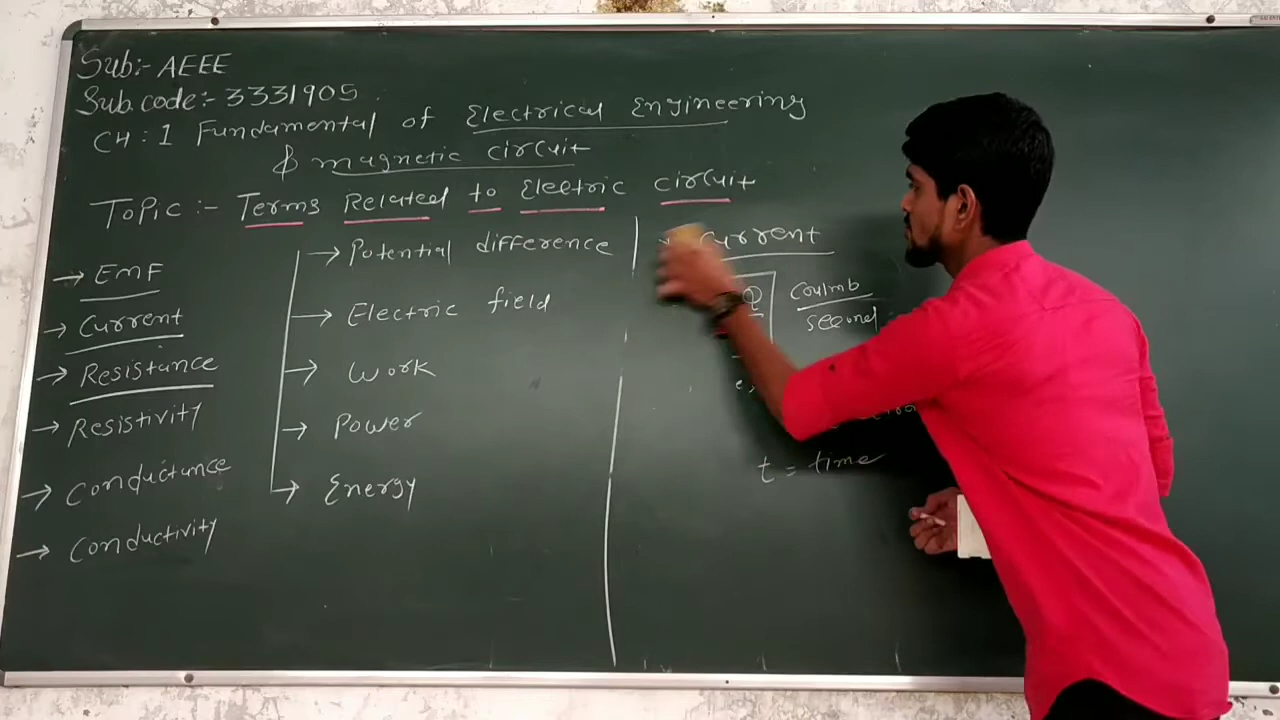 Sub:- AEEE
Sub. code:- 3331905
CH : 1 Fundamental of Electrical Engineering
& magnetic circuit
Topic :- Terms Related to Electric circuit
→ EMF
→ Current
→ Resistance
→ Resistivity
→ Conductance
→ Conductivity
→ Potential difference
→ Electric field
→ Work
→ Power
→ Energy
Current
Q
Coulmb
second
e,
t = time